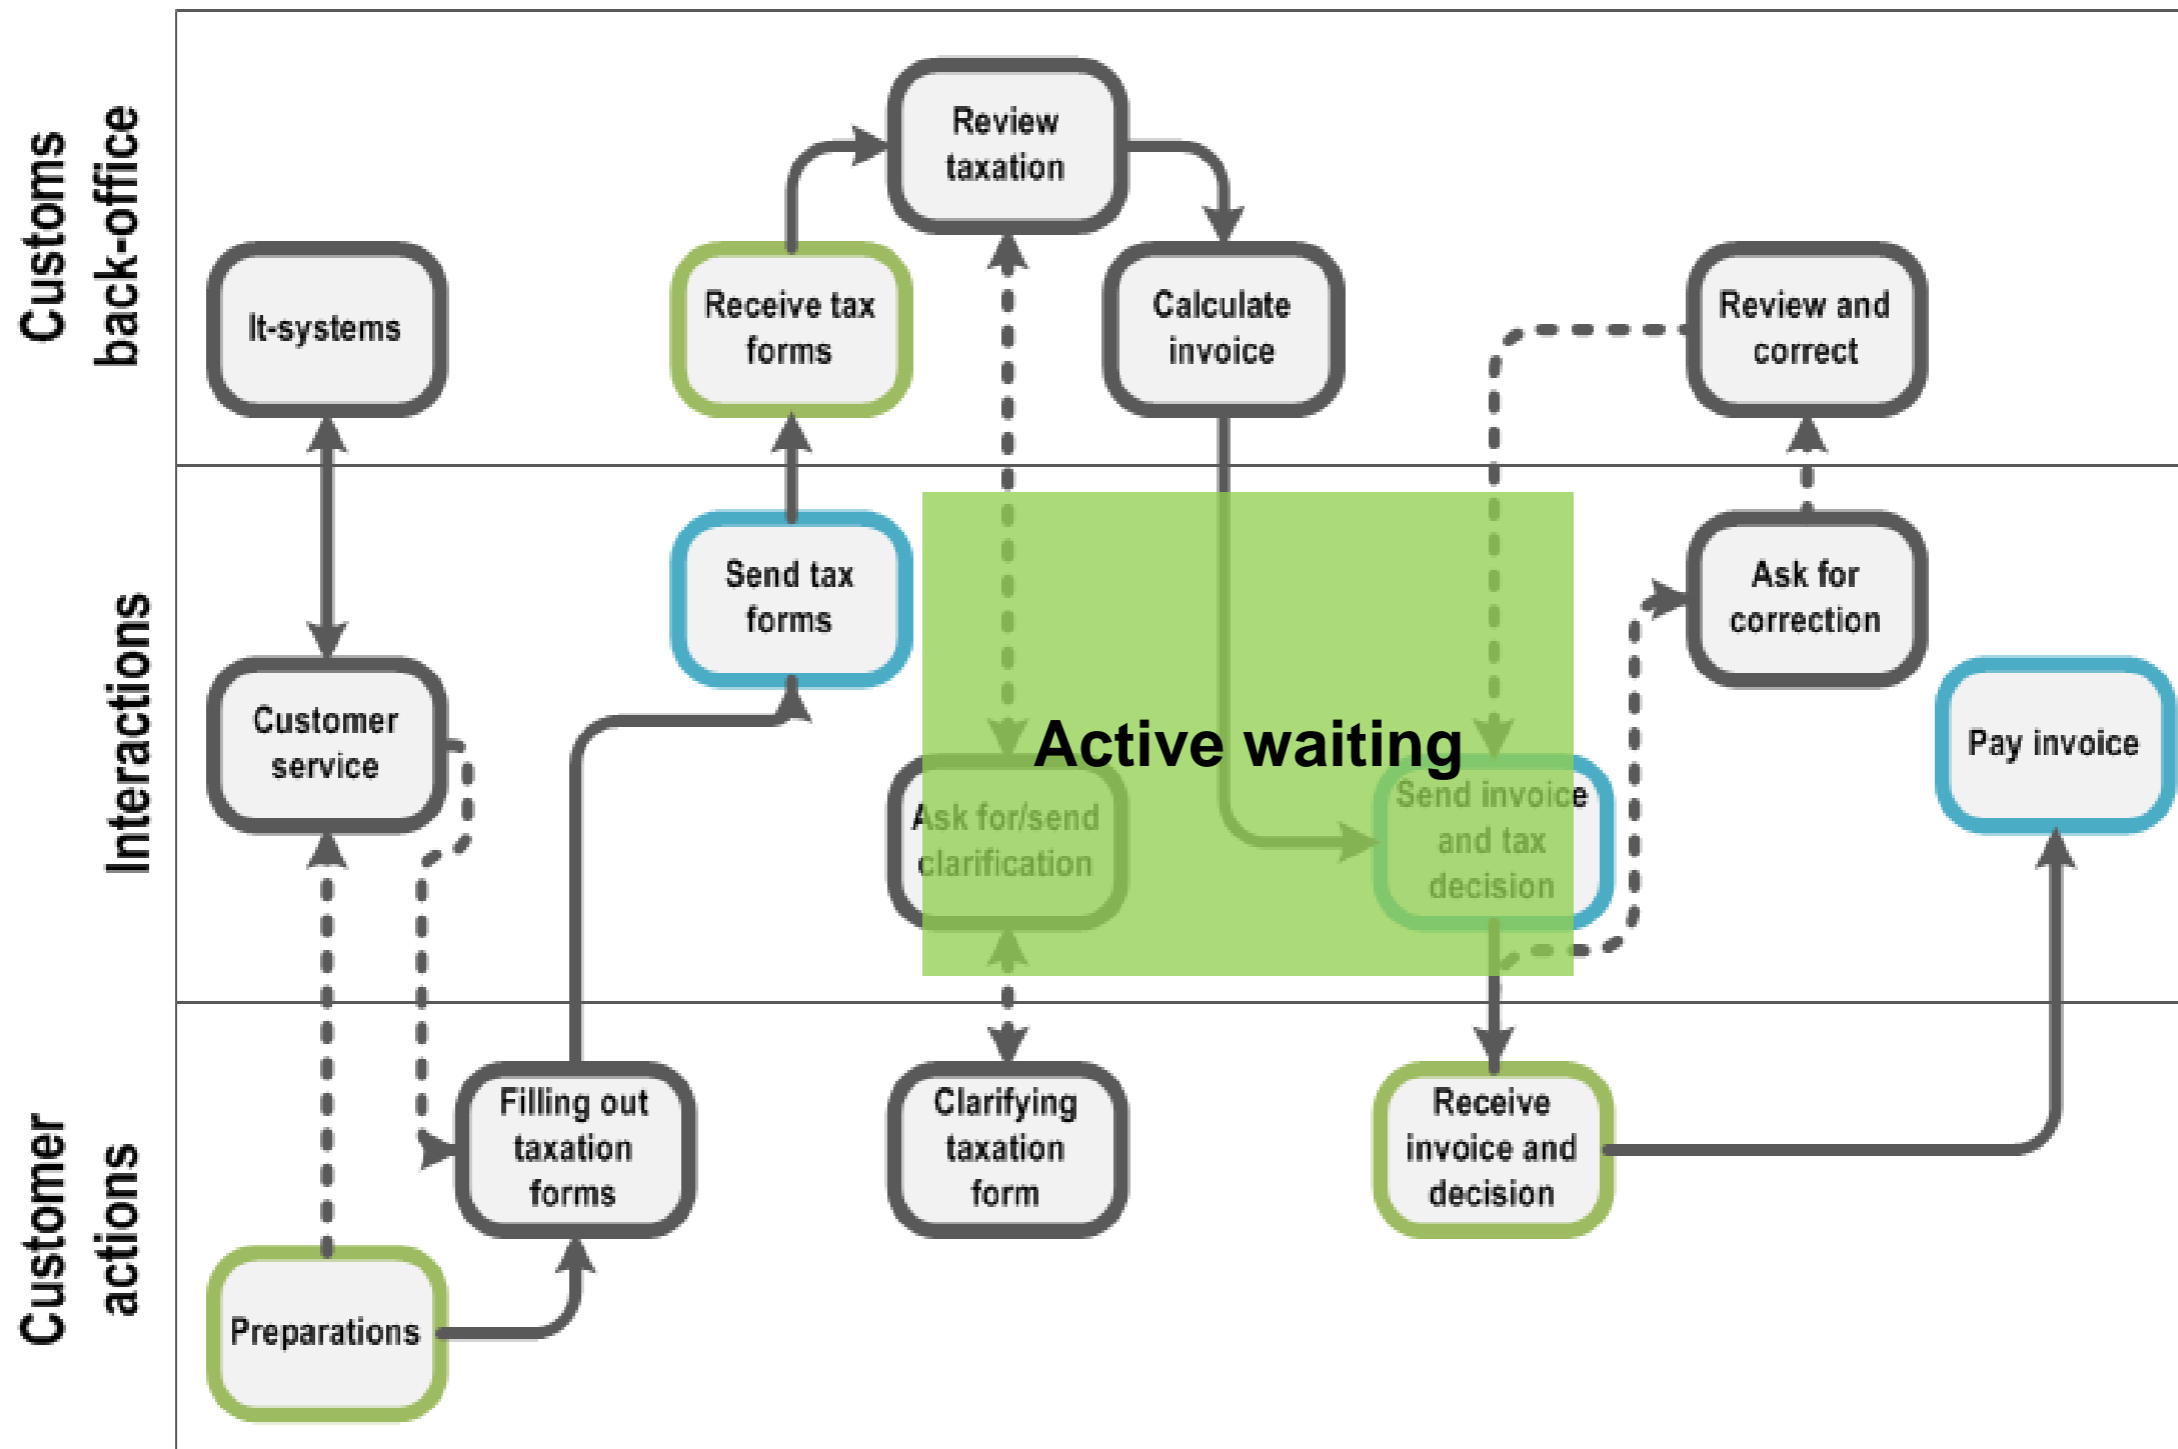 Customs
back-office
Review
taxation
It-systems
Receive tax
forms
Calculate
invoice
Review and
correct
Interactions
Send tax
forms
Ask for
correction
Customer
service
Active waiting
Pay invoice
Ask for/send
clarification
Send invoice
and tax
decision
Customer
actions
Filling out
taxation
forms
Clarifying
taxation
form
Receive
invoice and
decision
Preparations